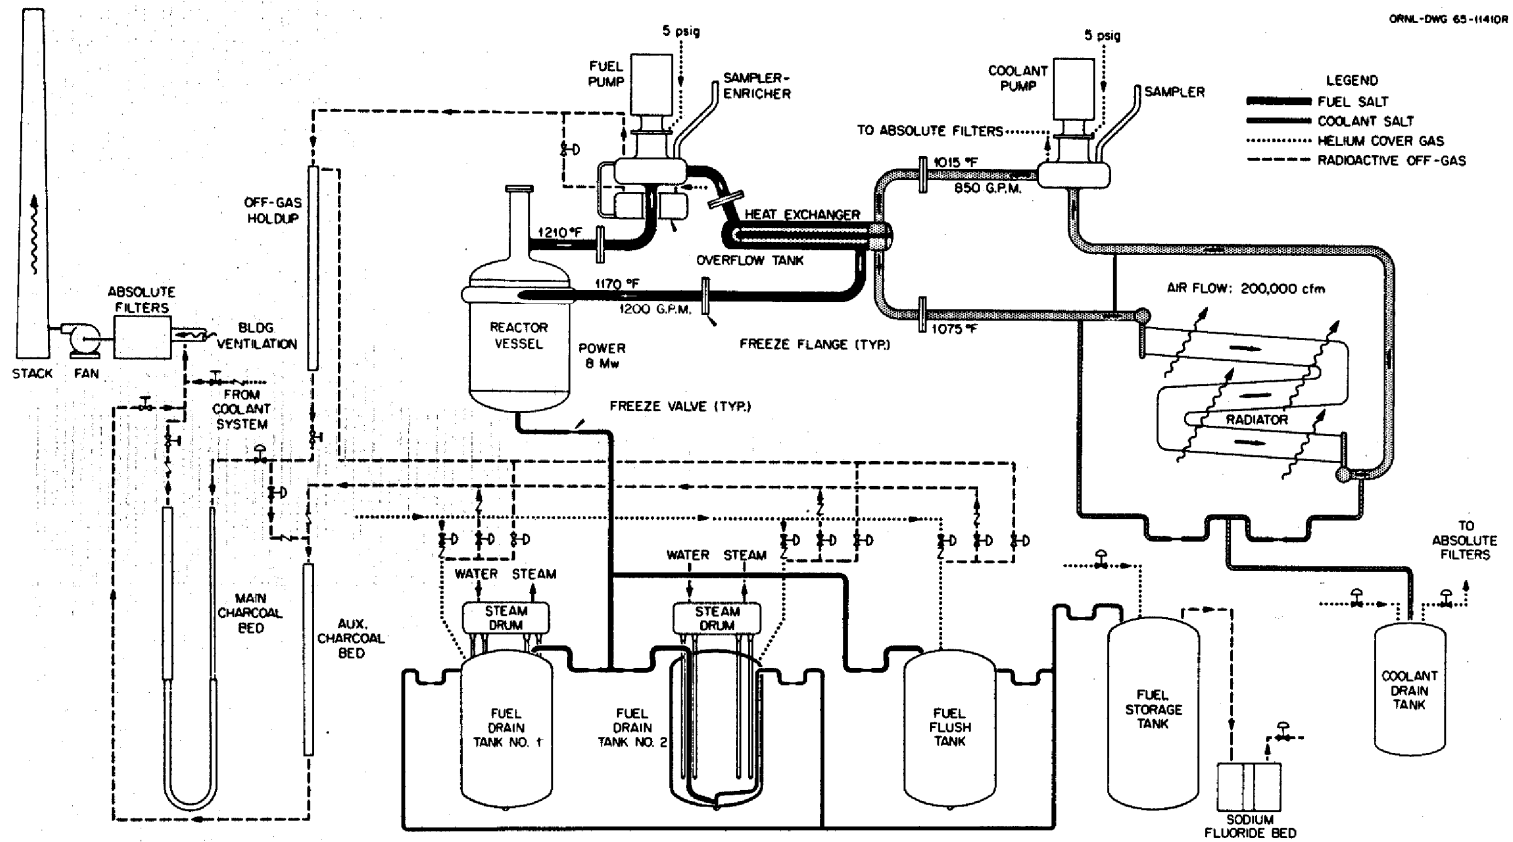 ORNL-DWG 65-11410R
5 psig
5 psig
FUEL
PUMP
SAMPLER-
ENRICHER
COOLANT
PUMP
SAMPLER
LEGEND
FUEL SALT
COOLANT SALT
HELIUM COVER GAS
RADIOACTIVE OFF-GAS
TO ABSOLUTE FILTERS
1015 °F
850 G.P.M.
OFF-GAS
HOLDUP
HEAT EXCHANGER
1210 °F
OVERFLOW TANK
1170 °F
1200 G.P.M.
1075 °F
AIR FLOW: 200,000 cfm
ABSOLUTE
FILTERS
BLDG
VENTILATION
REACTOR
VESSEL
POWER
8 Mw
FREEZE FLANGE (TYP.)
STACK
FAN
FROM
COOLANT
SYSTEM
FREEZE VALVE (TYP.)
RADIATOR
TO
ABSOLUTE
FILTERS
WATER
STEAM
WATER
STEAM
MAIN
CHARCOAL
BED
AUX.
CHARCOAL
BED
STEAM
DRUM
STEAM
DRUM
FUEL
DRAIN
TANK NO. 1
FUEL
DRAIN
TANK NO. 2
FUEL
FLUSH
TANK
FUEL
STORAGE
TANK
COOLANT
DRAIN
TANK
SODIUM
FLUORIDE BED